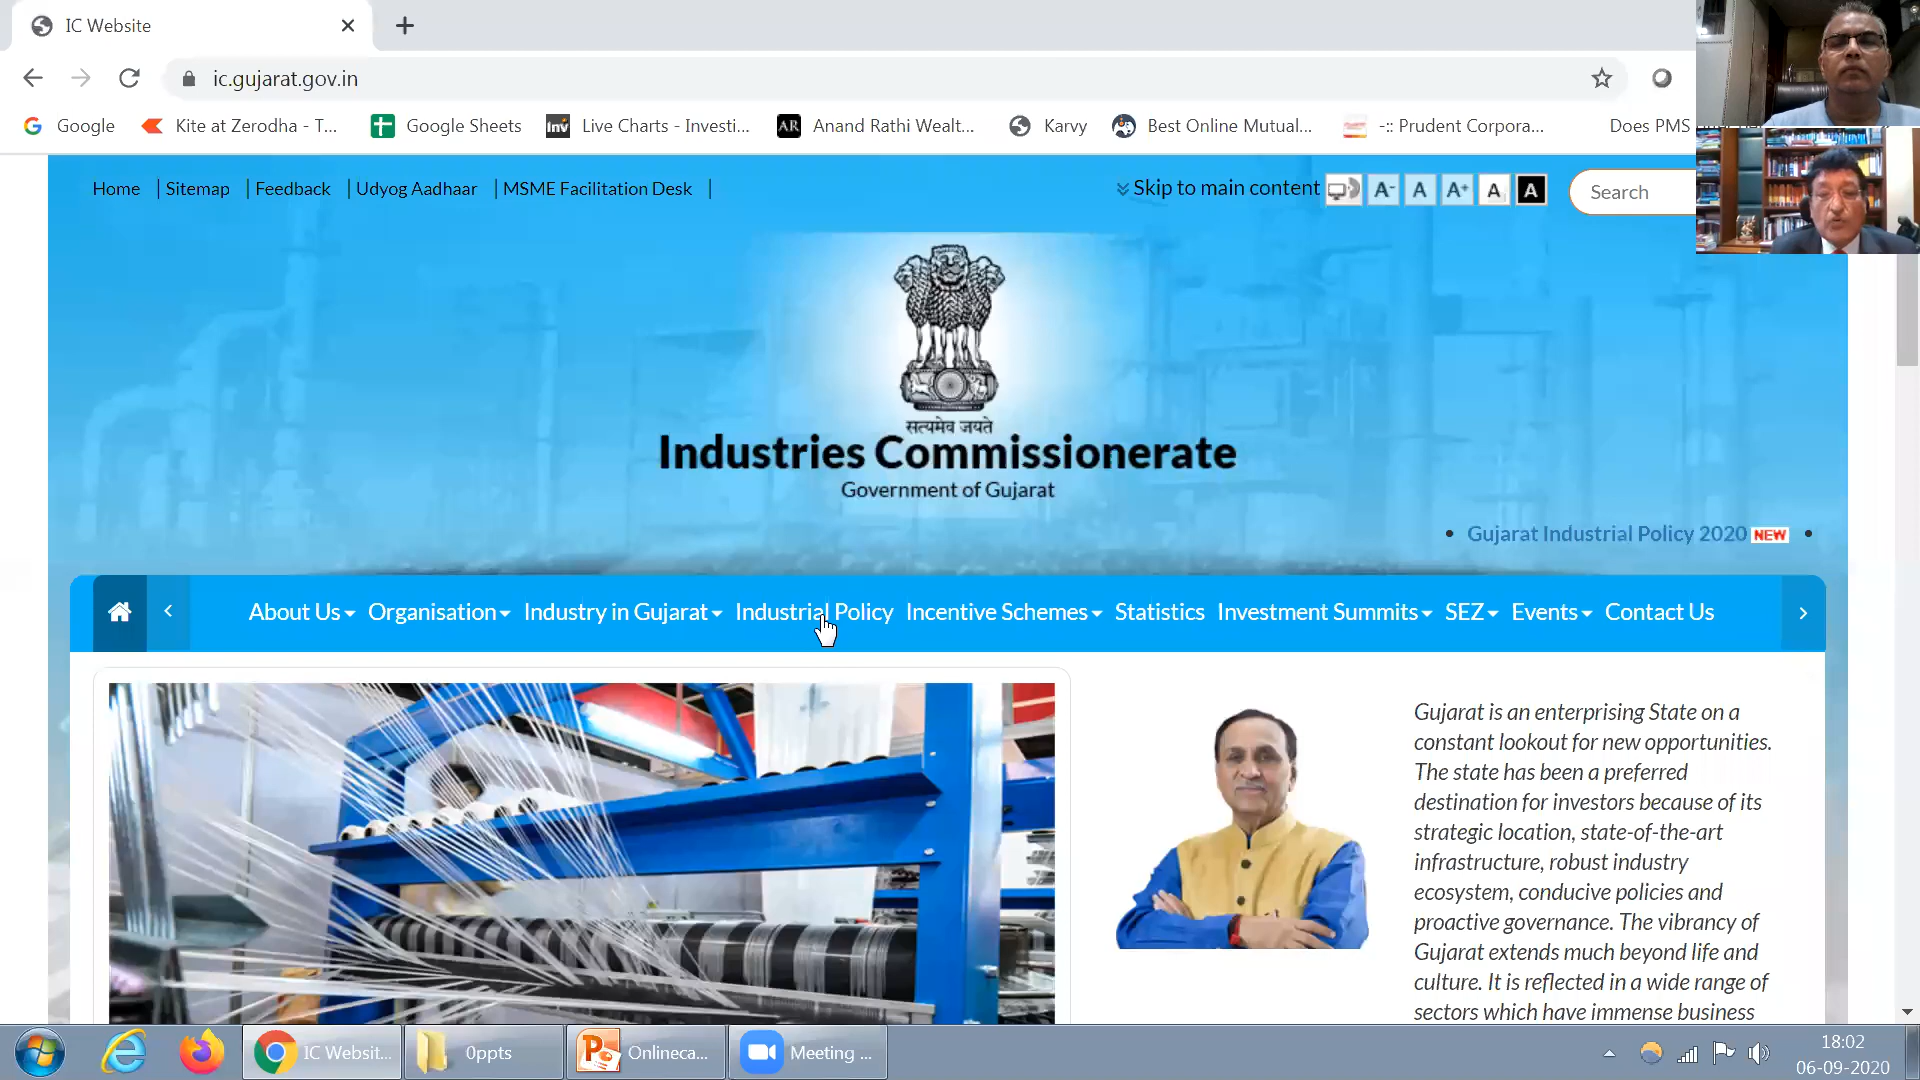 IC Website
ic.gujarat.gov.in
Google
Kite at Zerodha - T...
Google Sheets
Inv
Live Charts - Investi...
AR
Anand Rathi Wealt...
Karvy
Best Online Mutual...
-:: Prudent Corpora...
Does PMS
Home | Sitemap | Feedback | Udyog Aadhaar | MSME Facilitation Desk |
Skip to main content
A- A A+ A A
Search
सत्यमेव जयते
Industries Commissionerate
Government of Gujarat
• Gujarat Industrial Policy 2020 NEW •
About Us Organisation Industry in Gujarat Industrial Policy Incentive Schemes Statistics Investment Summits SEZ Events Contact Us
Gujarat is an enterprising State on a
constant lookout for new opportunities.
The state has been a preferred
destination for investors because of its
strategic location, state-of-the-art
infrastructure, robust industry
ecosystem, conducive policies and
proactive governance. The vibrancy of
Gujarat extends much beyond life and
culture. It is reflected in a wide range of
sectors which have immense business
IC Websit...
0ppts
Onlineca...
Meeting ...
18:02
06-09-2020